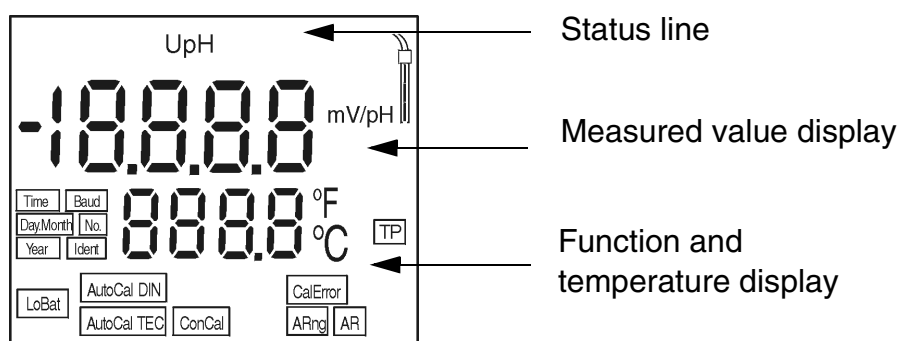 UpH
Status line
-18.8.8.8
mV/pH
Measured value display
Time Baud
Day.Month No.
Year Ident
888.8
°F
°C
TP
Function and
temperature display
LoBat
AutoCal DIN
CalError
AutoCal TEC ConCal
ARng AR